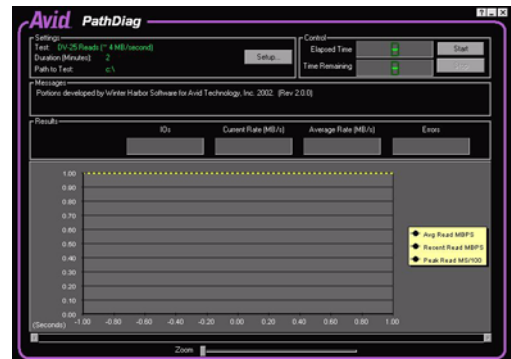 Avid PathDiag
Settings
Test: DV-25 Reads (~ 4 MB/second)
Duration (Minutes): 2
Path to Test: c:\
Setup...
Control
Elapsed Time
Start
Time Remaining
Messages
Portions developed by Winter Harbor Software for Avid Technology, Inc. 2002. (Rev 2.0.0)
Results
IOs Current Rate (MB/s) Average Rate (MB/s) Errors
1.00
0.90
0.80
0.70
0.60
0.50
0.40
0.30
0.20
0.10
0.00
Avg Read MBPS
Recent Read MBPS
Peak Read MS/100
(Seconds) -1.00 -0.80 -0.60 -0.40 -0.20 0.00 0.20 0.40 0.60 0.80 1.00
Zoom